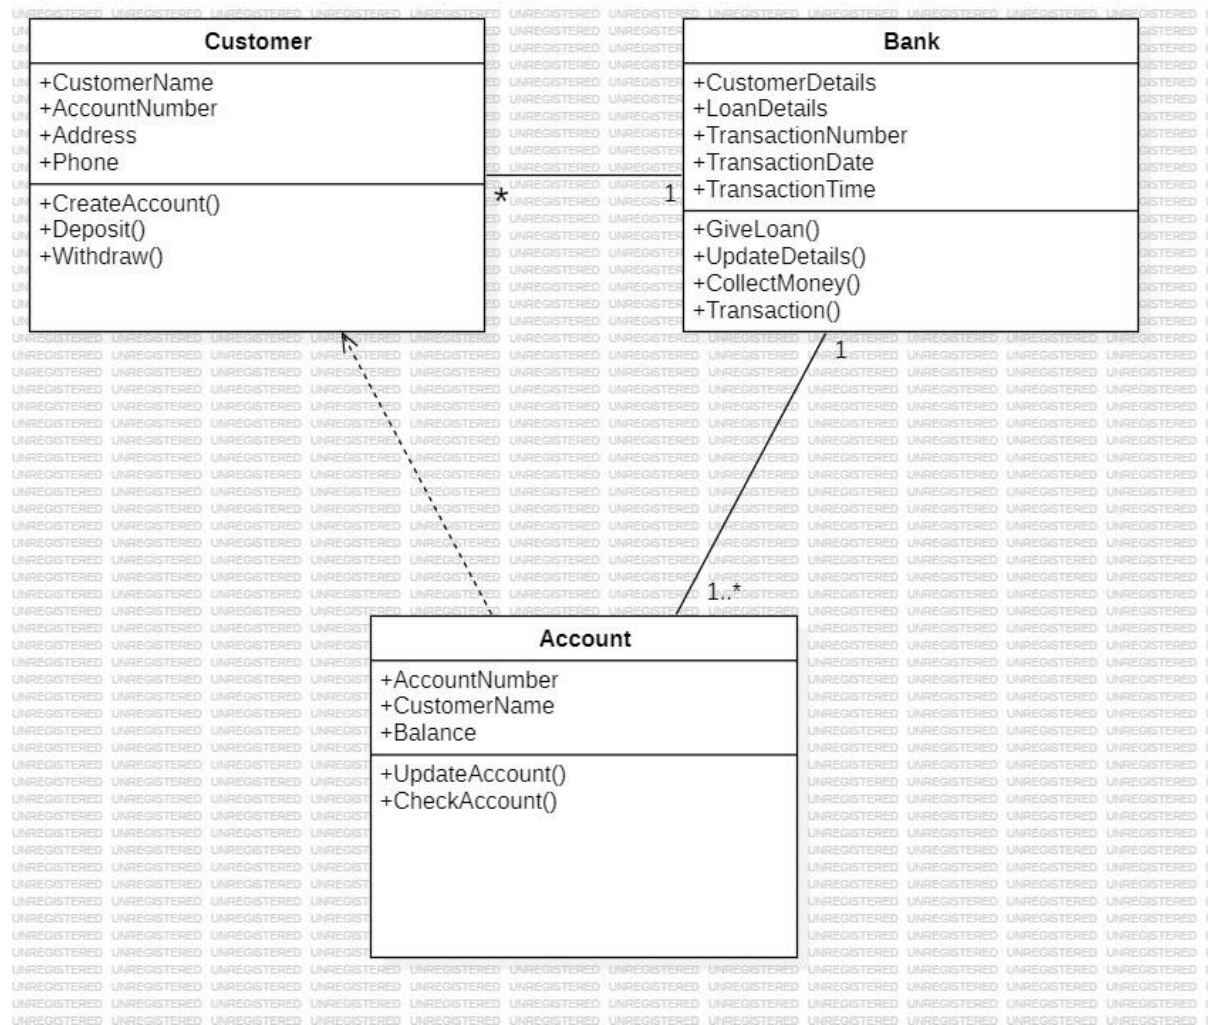 Customer
+CustomerName
+AccountNumber
+Address
+Phone
+CreateAccount()
+Deposit()
+Withdraw()
*
1
Bank
+CustomerDetails
+LoanDetails
+TransactionNumber
+TransactionDate
+TransactionTime
+GiveLoan()
+UpdateDetails()
+CollectMoney()
+Transaction()
1
1..*
Account
+AccountNumber
+CustomerName
+Balance
+UpdateAccount()
+CheckAccount()
UNREGISTERED